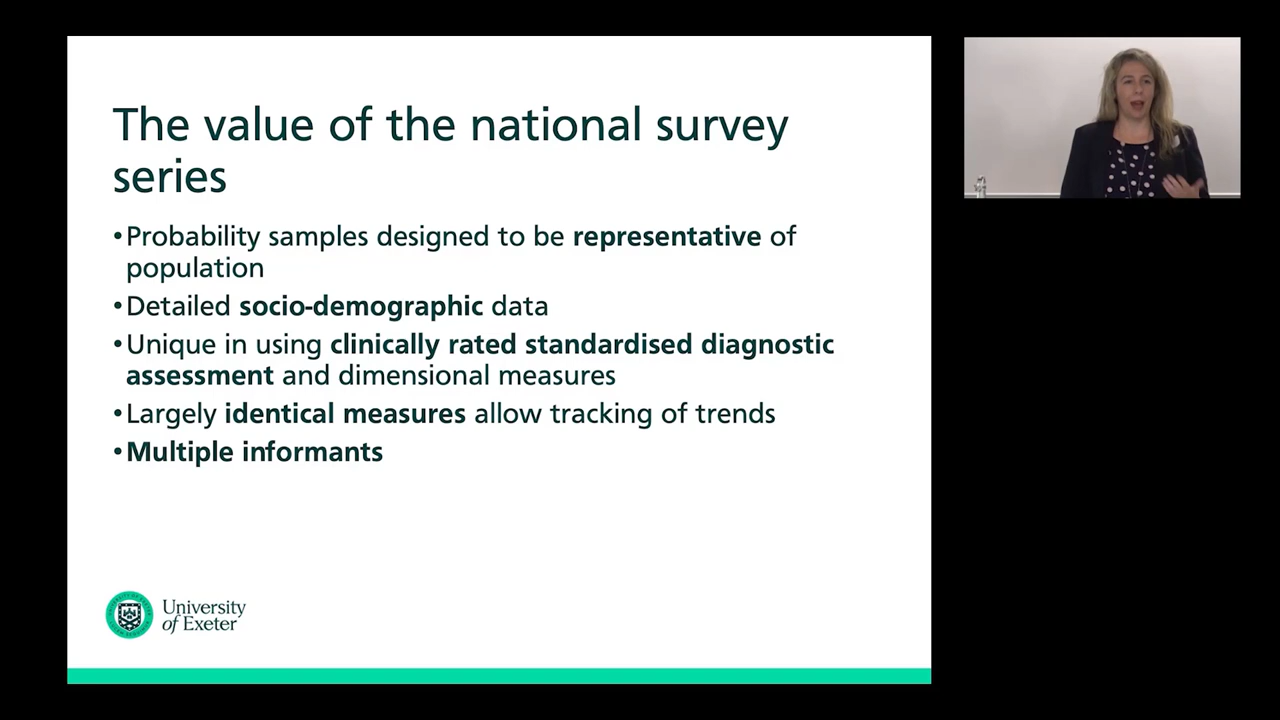 The value of the national survey
series
•Probability samples designed to be representative of
population
•Detailed socio-demographic data
•Unique in using clinically rated standardised diagnostic
assessment and dimensional measures
•Largely identical measures allow tracking of trends
•Multiple informants
University
of Exeter